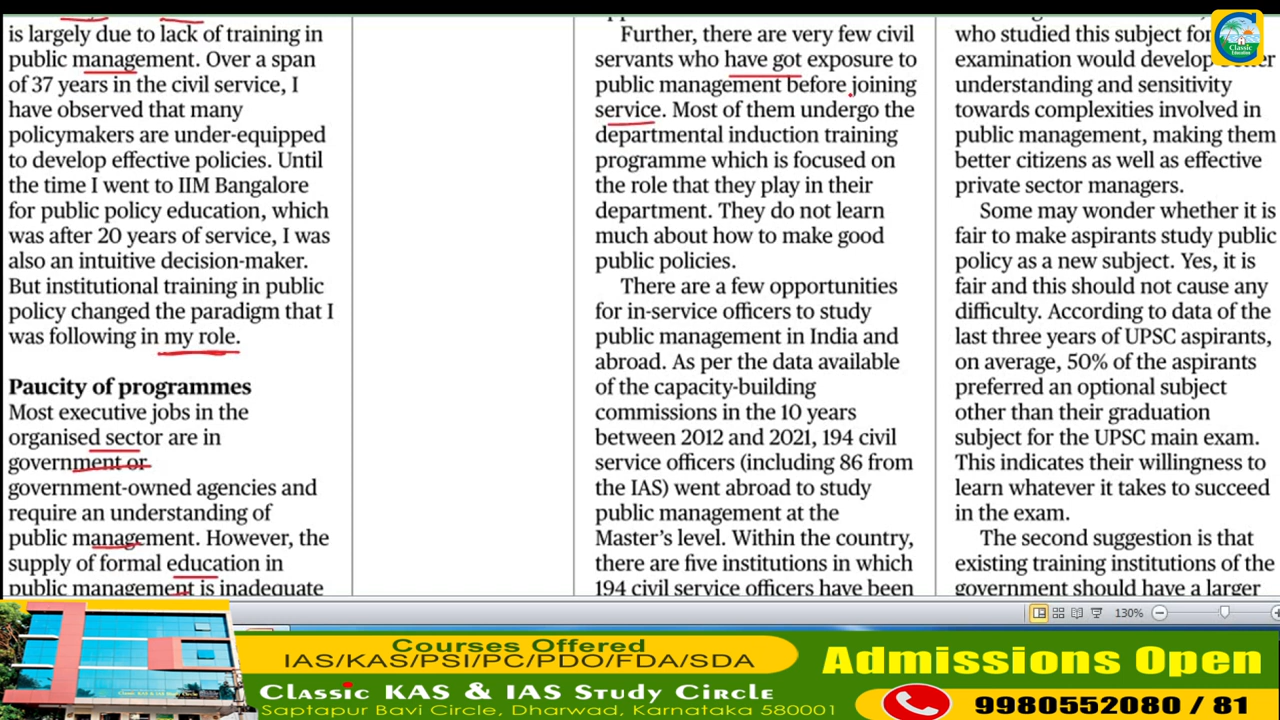 is largely due to lack of training in
public management. Over a span
of 37 years in the civil service, I
have observed that many
policymakers are under-equipped
to develop effective policies. Until
the time I went to IIM Bangalore
for public policy education, which
was after 20 years of service, I was
also an intuitive decision-maker.
But institutional training in public
policy changed the paradigm that I
was following in my role.
Paucity of programmes
Most executive jobs in the
organised sector are in
government or
government-owned agencies and
require an understanding of
public management. However, the
supply of formal education in
public management is inadequate
Further, there are very few civil
servants who have got exposure to
public management before joining
service. Most of them undergo the
departmental induction training
programme which is focused on
the role that they play in their
department. They do not learn
much about how to make good
public policies.
There are a few opportunities
for in-service officers to study
public management in India and
abroad. As per the data available
of the capacity-building
commissions in the 10 years
between 2012 and 2021, 194 civil
service officers (including 86 from
the IAS) went abroad to study
public management at the
Master's level. Within the country,
there are five institutions in which
194 civil service officers have been
who studied this subject for
examination would develop
understanding and sensitivity
towards complexities involved in
public management, making them
better citizens as well as effective
private sector managers.
Some may wonder whether it is
fair to make aspirants study public
policy as a new subject. Yes, it is
fair and this should not cause any
difficulty. According to data of the
last three years of UPSC aspirants,
on average, 50% of the aspirants
preferred an optional subject
other than their graduation
subject for the UPSC main exam.
This indicates their willingness to
learn whatever it takes to succeed
in the exam.
The second suggestion is that
existing training institutions of the
government should have a larger
Classic
Education
130%
Courses Offered
IAS/KAS/PSI/PC/PDO/FDA/SDA
Classic KAS & IAS Study Circle
Saptapur Bavi Circle, Dharwad, Karnataka 580001
Admissions Open
9980552080 / 81